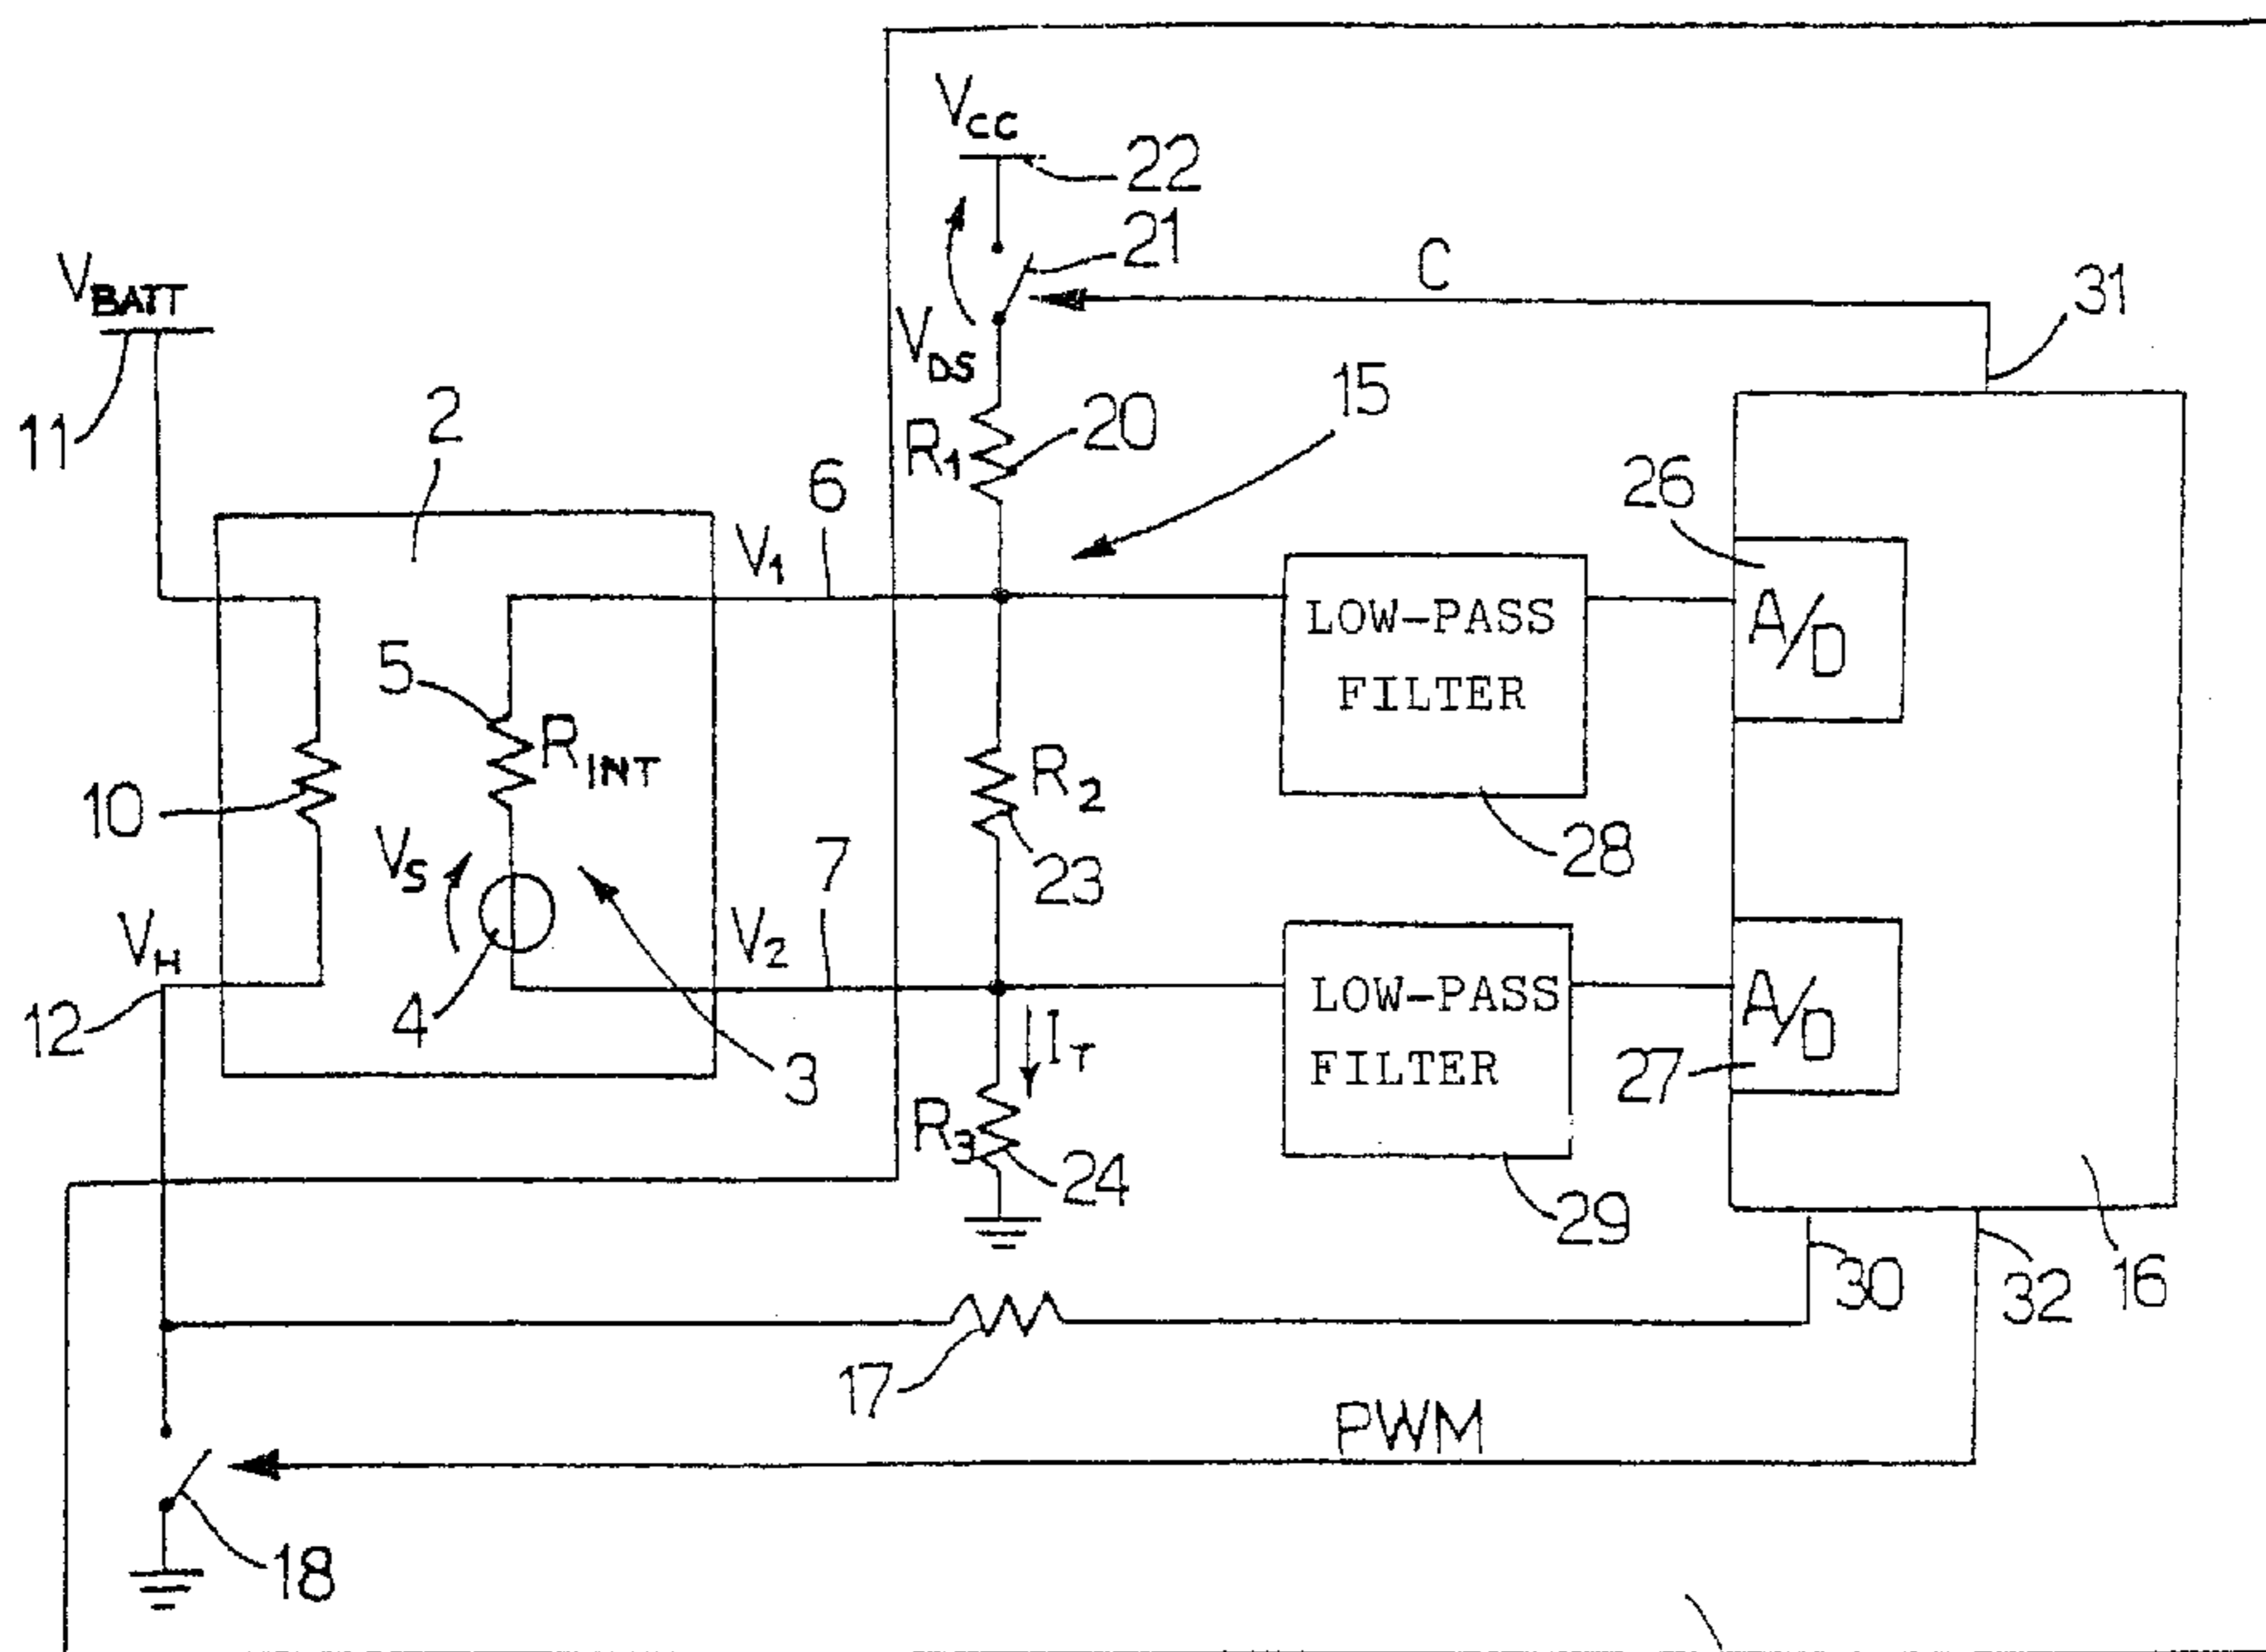 V_CC
22
21
V_BATT
C
31
V_DS
11
2
15
R_1
20
6
26
V_1
LOW-PASS
FILTER
A/D
5
R_INT
R_2
10
28
V_S
7
23
V_H
V_2
LOW-PASS
FILTER
A/D
12
4
I_T
3
27
R_3
24
29
30
32
16
17
PWM
18